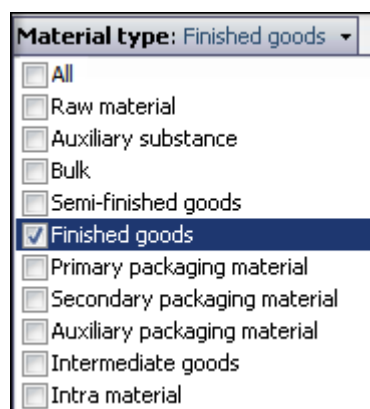 Material type: Finished goods
All
Raw material
Auxiliary substance
Bulk
Semi-finished goods
Finished goods
Primary packaging material
Secondary packaging material
Auxiliary packaging material
Intermediate goods
Intra material